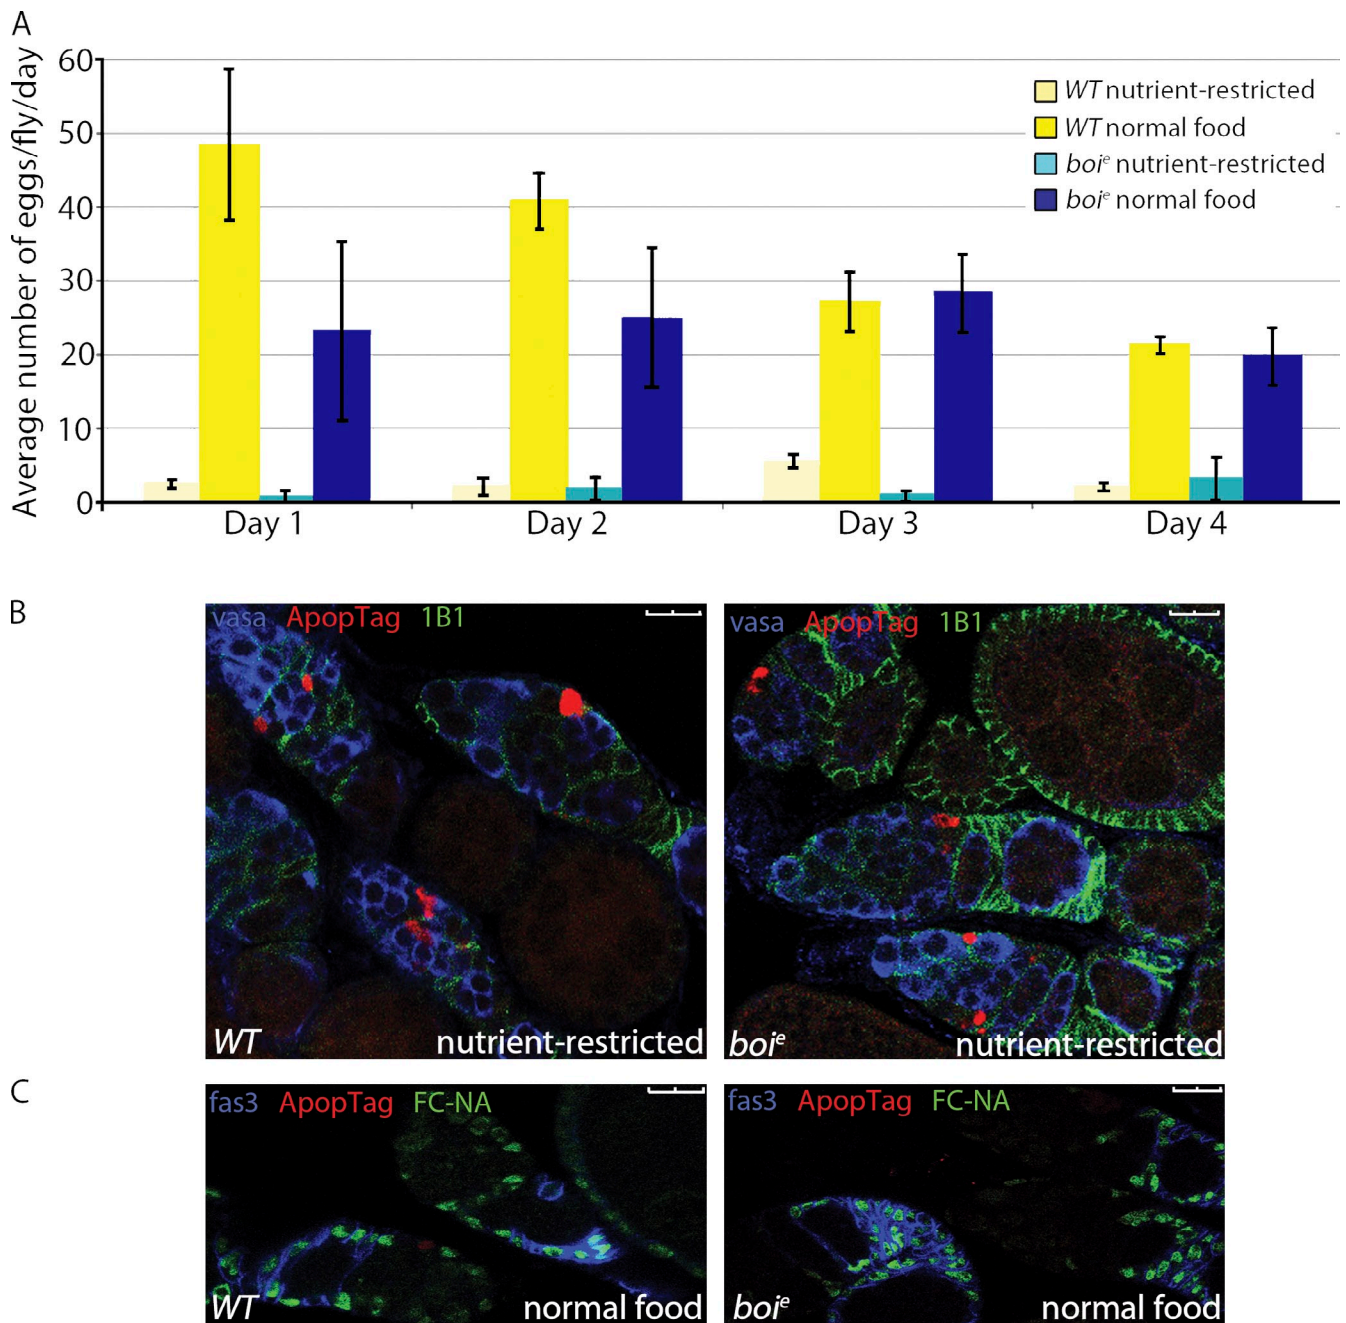 A
Average number of eggs/fly/day
60
50
40
30
20
10
0
WT nutrient-restricted
WT normal food
boiᵉ nutrient-restricted
boiᵉ normal food
Day 1 Day 2 Day 3 Day 4
B
vasa ApopTag 1B1
WT nutrient-restricted
vasa ApopTag 1B1
boiᵉ nutrient-restricted
C
fas3 ApopTag FC-NA
WT normal food
fas3 ApopTag FC-NA
boiᵉ normal food